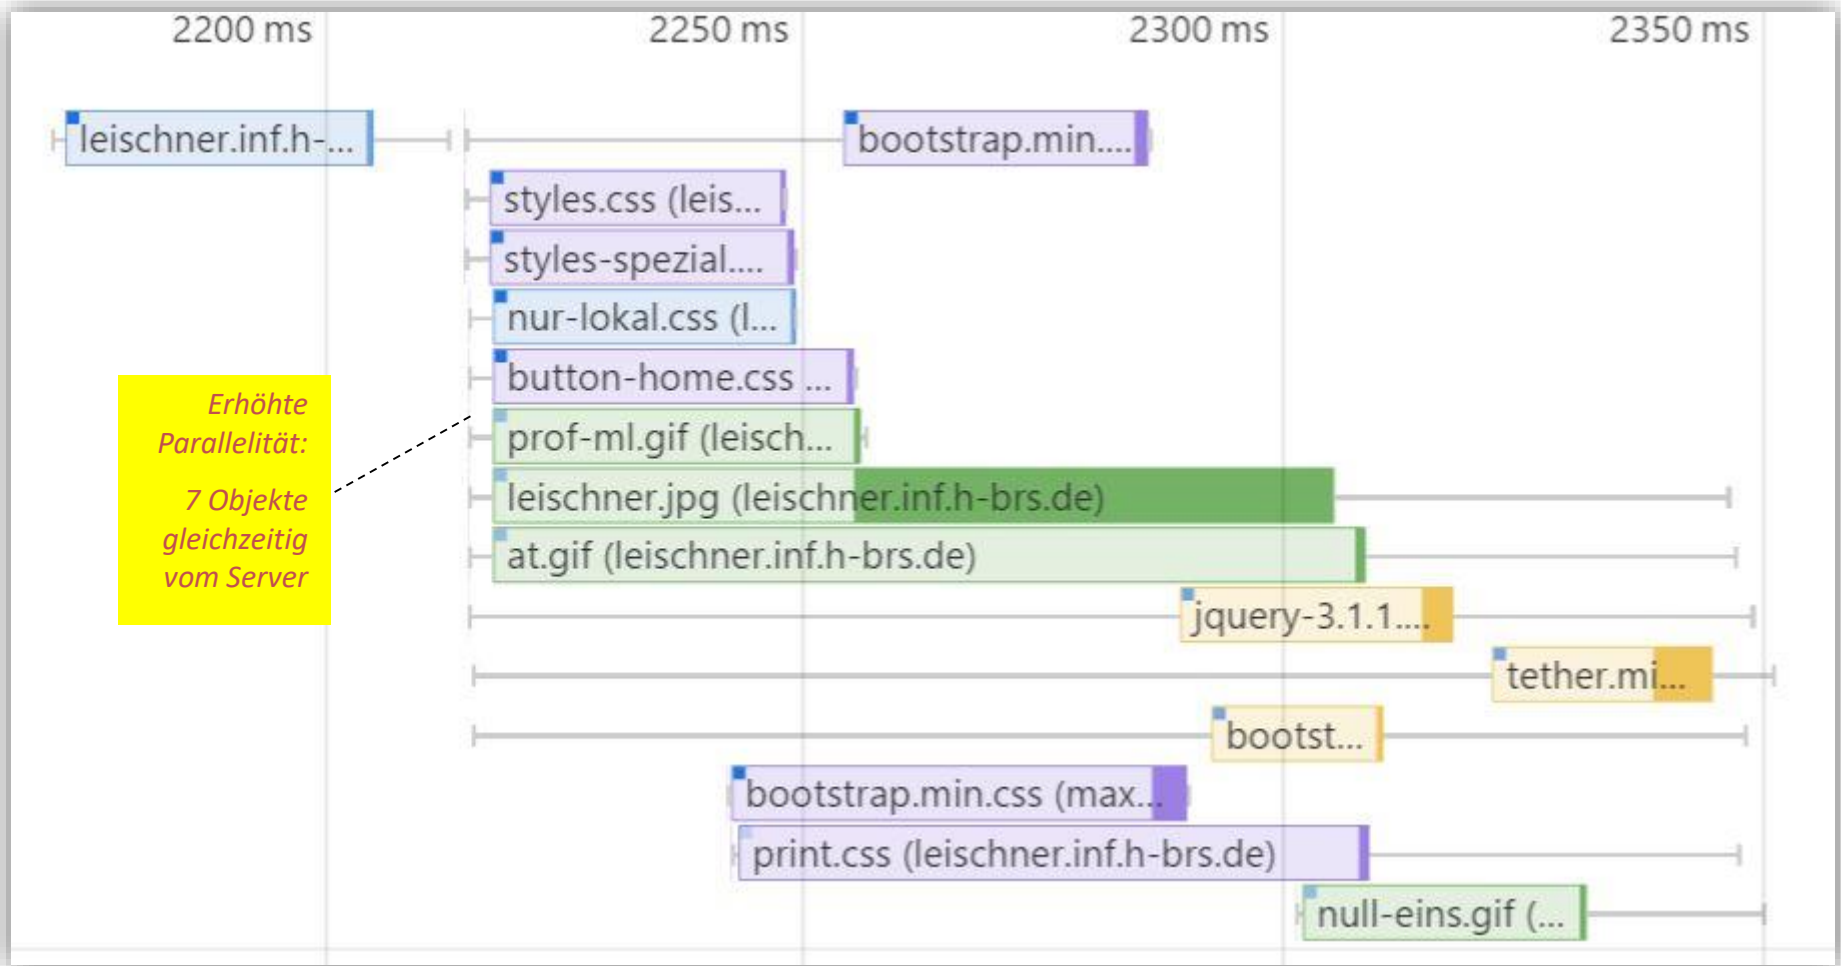 2200 ms
2250 ms
2300 ms
2350 ms
leischner.inf.h-...
bootstrap.min....
styles.css (leis...
styles-spezial....
nur-lokal.css (l...
button-home.css ...
prof-ml.gif (leisch...
leischner.jpg (leischner.inf.h-brs.de)
at.gif (leischner.inf.h-brs.de)
jquery-3.1.1....
tether.mi...
bootst...
bootstrap.min.css (max...
print.css (leischner.inf.h-brs.de)
null-eins.gif (...
Erhöhte
Parallelität:
7 Objekte
gleichzeitig
vom Server